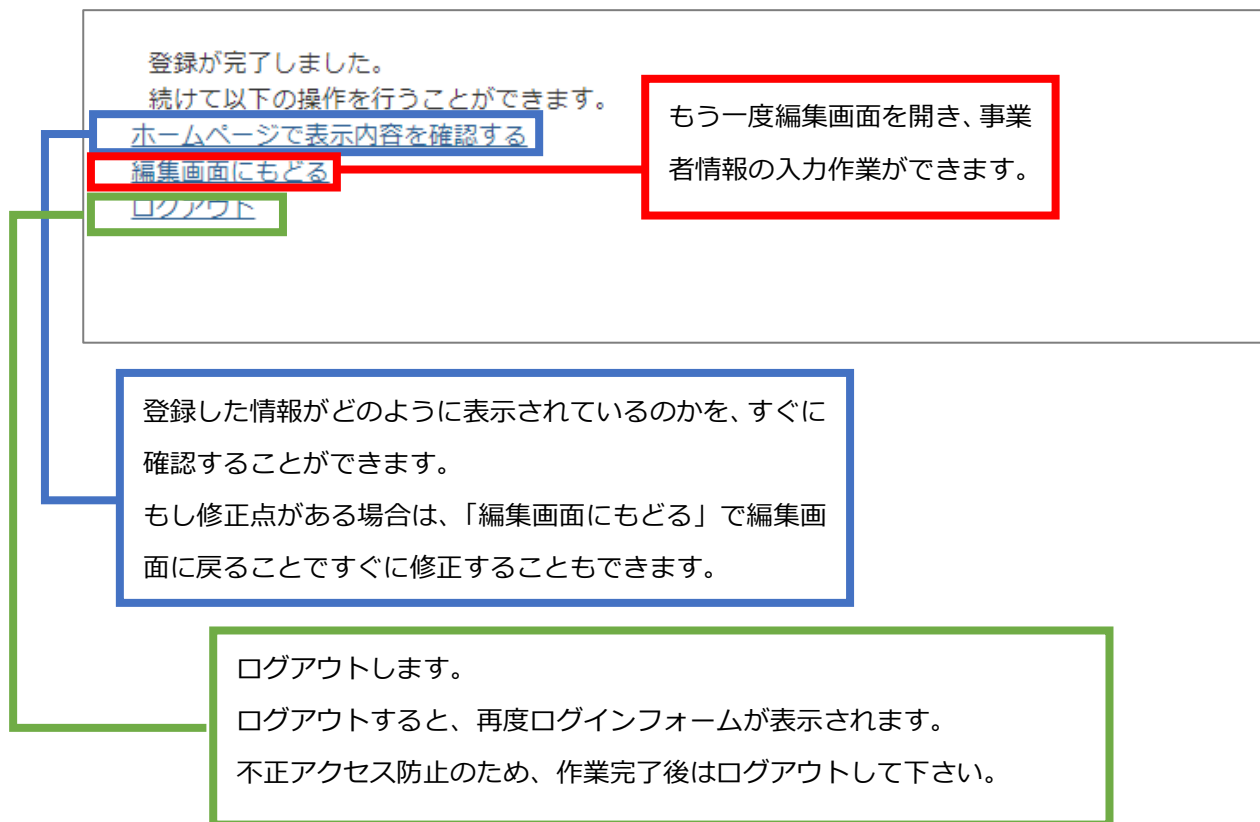 登録が完了しました。
続けて以下の操作を行うことができます。
ホームページで表示内容を確認する
編集画面にもどる
ログアウト
もう一度編集画面を開き、事業
者情報の入力作業ができます。
登録した情報がどのように表示されているのかを、すぐに
確認することができます。
もし修正点がある場合は、「編集画面にもどる」で編集画
面に戻ることですぐに修正することもできます。
ログアウトします。
ログアウトすると、再度ログインフォームが表示されます。
不正アクセス防止のため、作業完了後はログアウトして下さい。